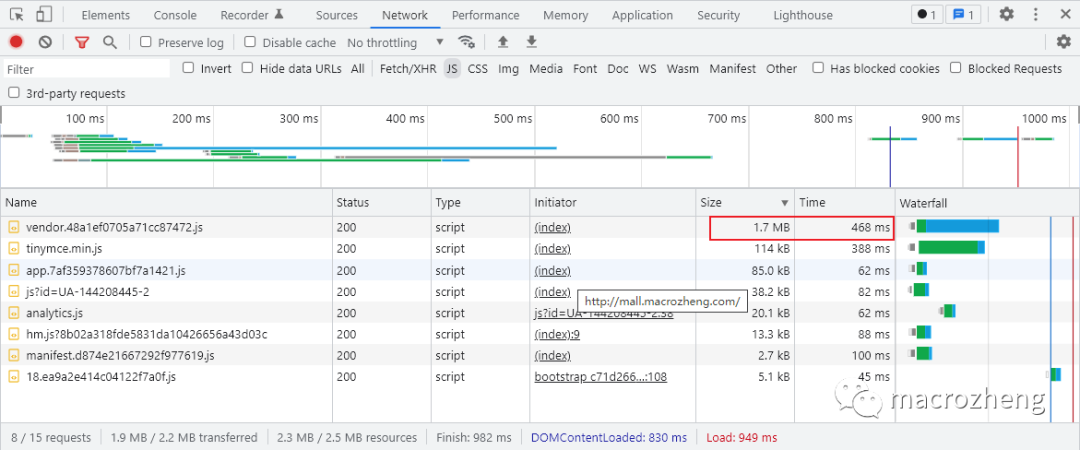 Elements Console Recorder Sources Network Performance Memory Application Security Lighthouse 1 1
Preserve log Disable cache No throttling
Filter Invert Hide data URLs All Fetch/XHR JS CSS Img Media Font Doc WS Wasm Manifest Other Has blocked cookies Blocked Requests
3rd-party requests
100 ms 200 ms 300 ms 400 ms 500 ms 600 ms 700 ms 800 ms 900 ms 1000 ms
Name Status Type Initiator Size Time Waterfall
vendor.48a1ef0705a71cc87472.js 200 script (index) 1.7 MB 468 ms
tinymce.min.js 200 script (index) 114 kB 388 ms
app.7af359378607bf7a1421.js 200 script (index) 85.0 kB 62 ms
js?id=UA-144208445-2 200 script (index) 38.2 kB 82 ms
http://mall.macrozheng.com/
analytics.js 200 script js?id=UA-144208445-2:38 20.1 kB 62 ms
hm.js?8b02a318fde5831da10426656a43d03c 200 script (index):9 13.3 kB 88 ms
manifest.d874e21667292f977619.js 200 script (index) 2.7 kB 100 ms
18.ea9a2e414c04122f7a0f.js 200 script bootstrap c71d266…:108 5.1 kB 45 ms
macrozheng
8 / 15 requests 1.9 MB / 2.2 MB transferred 2.3 MB / 2.5 MB resources Finish: 982 ms DOMContentLoaded: 830 ms Load: 949 ms